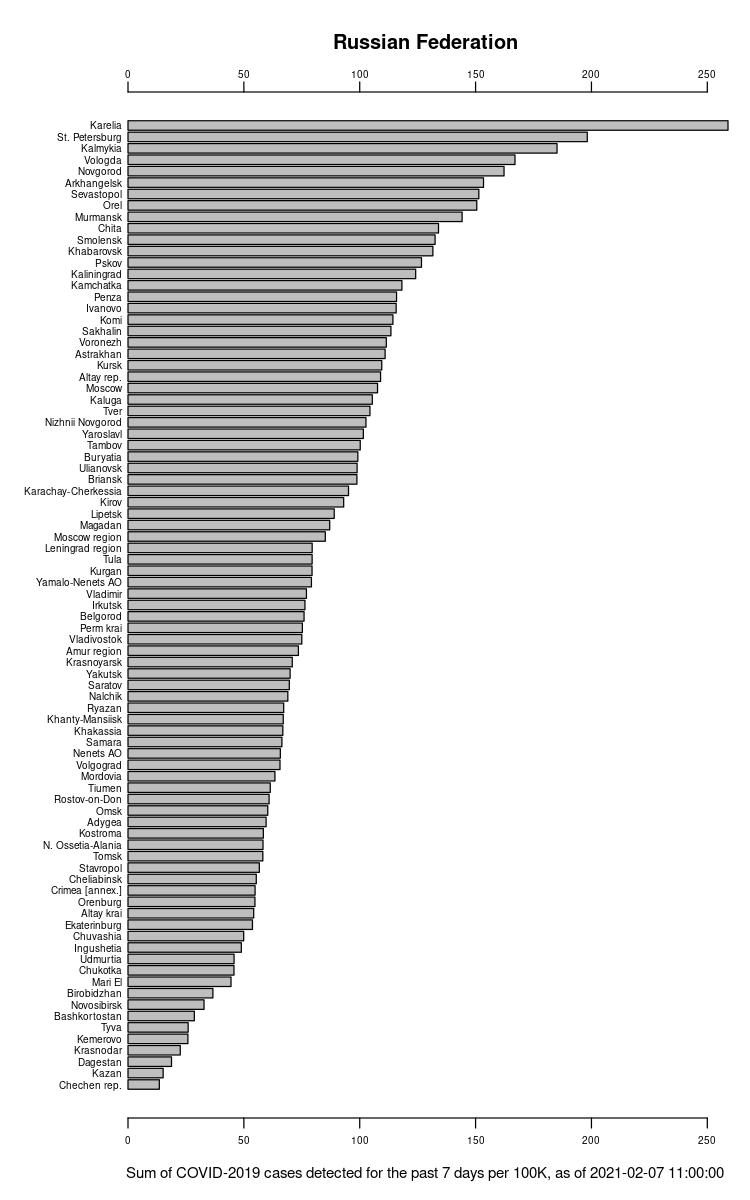 Russian Federation
0 50 100 150 200 250
Karelia
St. Petersburg
Kalmykia
Vologda
Novgorod
Arkhangelsk
Sevastopol
Orel
Murmansk
Chita
Smolensk
Khabarovsk
Pskov
Kaliningrad
Kamchatka
Penza
Ivanovo
Komi
Sakhalin
Voronezh
Astrakhan
Kursk
Altay rep.
Moscow
Kaluga
Tver
Nizhnii Novgorod
Yaroslavl
Tambov
Buryatia
Ulianovsk
Briansk
Karachay-Cherkessia
Kirov
Lipetsk
Magadan
Moscow region
Leningrad region
Tula
Kurgan
Yamalo-Nenets AO
Vladimir
Irkutsk
Belgorod
Perm krai
Vladivostok
Amur region
Krasnoyarsk
Yakutsk
Saratov
Nalchik
Ryazan
Khanty-Mansiisk
Khakassia
Samara
Nenets AO
Volgograd
Mordovia
Tiumen
Rostov-on-Don
Omsk
Adygea
Kostroma
N. Ossetia-Alania
Tomsk
Stavropol
Cheliabinsk
Crimea [annex.]
Orenburg
Altay krai
Ekaterinburg
Chuvashia
Ingushetia
Udmurtia
Chukotka
Mari El
Birobidzhan
Novosibirsk
Bashkortostan
Tyva
Kemerovo
Krasnodar
Dagestan
Kazan
Chechen rep.
0 50 100 150 200 250
Sum of COVID-2019 cases detected for the past 7 days per 100K, as of 2021-02-07 11:00:00